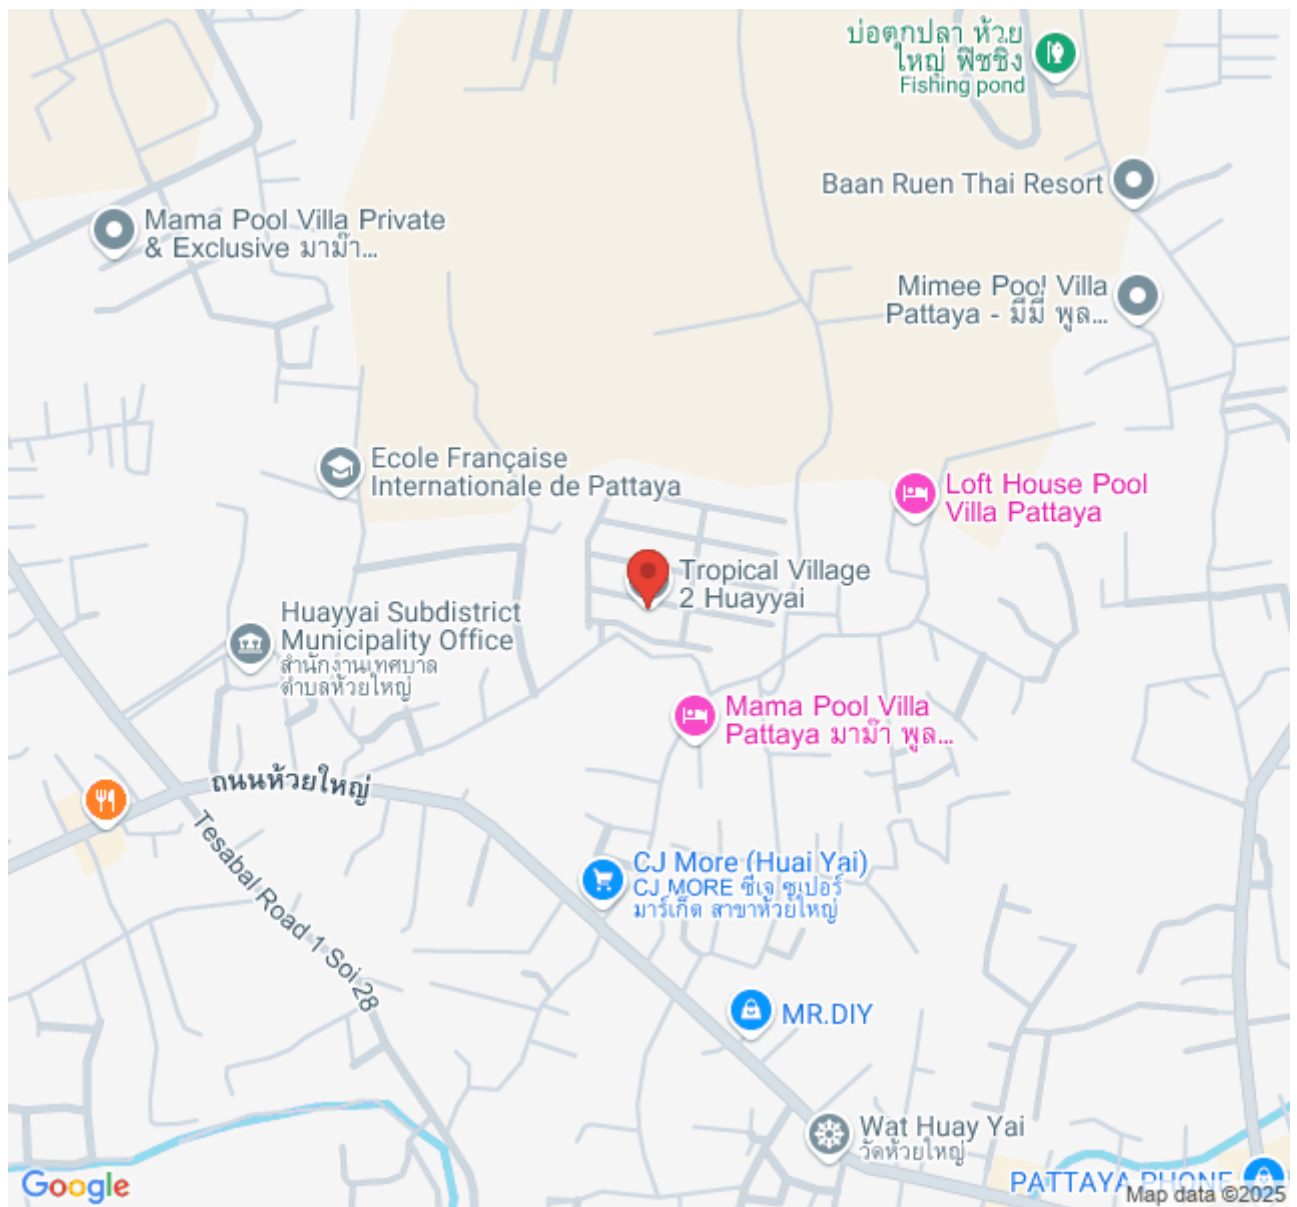 บ่อตกปลา ห้วย
ใหญ่ ฟิชชิ่ง
Fishing pond
Baan Ruen Thai Resort
Mama Pool Villa Private
& Exclusive มาม๊า...
Mimee Pool Villa
Pattaya - มีมี่ พูล...
Ecole Française
Internationale de Pattaya
Loft House Pool
Villa Pattaya
Tropical Village
2 Huayyai
Huayyai Subdistrict
Municipality Office
สำนักงานเทศบาล
ตำบลห้วยใหญ่
Mama Pool Villa
Pattaya มาม๊า พูล...
ถนนห้วยใหญ่
Tesabal Road 1 Soi 28
CJ More (Huai Yai)
CJ MORE ซีเจ ซูเปอร์
มาร์เก็ต สาขาห้วยใหญ่
MR.DIY
Wat Huay Yai
วัดห้วยใหญ่
PATTAYA PHONE
Google
Map data ©2025